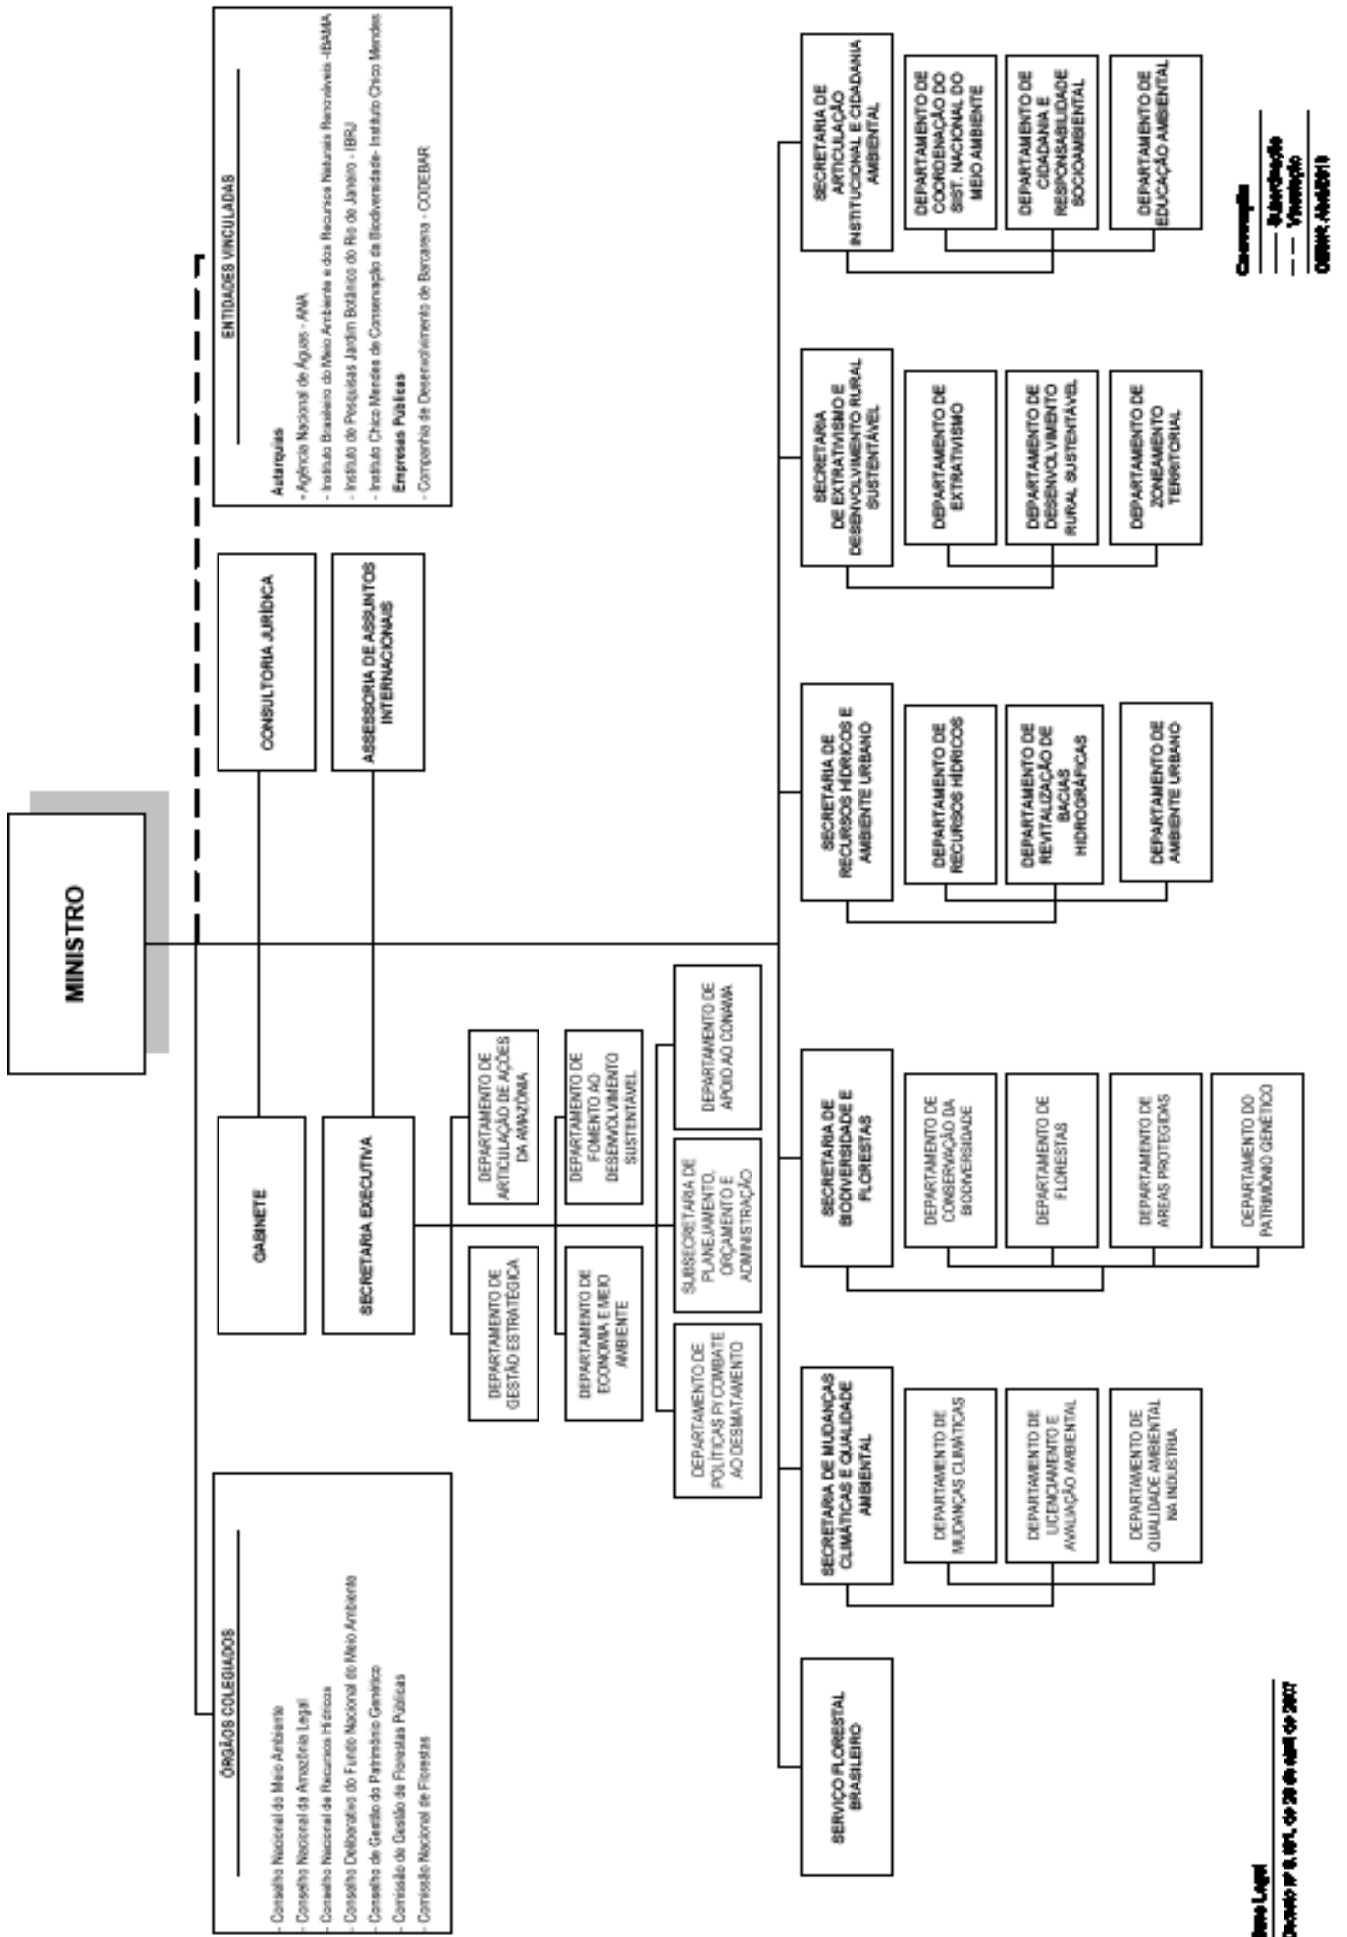 MINISTRO
ÓRGÃOS COLEGIADOS
- Conselho Nacional do Meio Ambiente
- Conselho Nacional da Amazônia Legal
- Conselho Nacional de Recursos Hídricos
- Conselho Deliberativo do Fundo Nacional do Meio Ambiente
- Conselho de Gestão do Patrimônio Genético
- Comissão de Gestão de Florestas Públicas
- Comissão Nacional de Florestas
GABINETE
CONSULTORIA JURÍDICA
SECRETARIA EXECUTIVA
ASSESSORIA DE ASSUNTOS
INTERNACIONAIS
ENTIDADES VINCULADAS
Autarquias
- Agência Nacional de Águas - ANA
- Instituto Brasileiro do Meio Ambiente e dos Recursos Naturais Renováveis -IBAMA
- Instituto de Pesquisas Jardim Botânico do Rio de Janeiro - IBRJ
- Instituto Chico Mendes de Conservação da Biodiversidade- Instituto Chico Mendes
Empresas Públicas
- Companhia de Desenvolvimento de Barcarena - CODEBAR
DEPARTAMENTO DE
GESTÃO ESTRATÉGICA
DEPARTAMENTO DE
ARTICULAÇÃO DE AÇÕES
DA AMAZÔNIA
DEPARTAMENTO DE
ECONOMIA E MEIO
AMBIENTE
DEPARTAMENTO DE
FOMENTO AO
DESENVOLVIMENTO
SUSTENTÁVEL
DEPARTAMENTO DE
POLÍTICAS P/ COMBATE
AO DESMATAMENTO
SUBSECRETARIA DE
PLANEJAMENTO,
ORÇAMENTO E
ADMINISTRAÇÃO
DEPARTAMENTO DE
APOIO AO CONAMA
SERVIÇO FLORESTAL
BRASILEIRO
SECRETARIA DE MUDANÇAS
CLIMÁTICAS E QUALIDADE
AMBIENTAL
DEPARTAMENTO DE
MUDANÇAS CLIMÁTICAS
DEPARTAMENTO DE
LICENCIAMENTO E
AVALIAÇÃO AMBIENTAL
DEPARTAMENTO DE
QUALIDADE AMBIENTAL
NA INDUSTRIA
SECRETARIA DE
BIODIVERSIDADE E
FLORESTAS
DEPARTAMENTO DE
CONSERVAÇÃO DA
BIODIVERSIDADE
DEPARTAMENTO DE
FLORESTAS
DEPARTAMENTO DE
ÁREAS PROTEGIDAS
DEPARTAMENTO DO
PATRIMÔNIO GENÉTICO
SECRETARIA DE
RECURSOS HÍDRICOS E
AMBIENTE URBANO
DEPARTAMENTO DE
RECURSOS HÍDRICOS
DEPARTAMENTO DE
REVITALIZAÇÃO DE
BACIAS
HIDROGRÁFICAS
DEPARTAMENTO DE
AMBIENTE URBANO
SECRETARIA
DE EXTRATIVISMO E
DESENVOLVIMENTO RURAL
SUSTENTÁVEL
DEPARTAMENTO DE
EXTRATIVISMO
DEPARTAMENTO DE
DESENVOLVIMENTO
RURAL SUSTENTÁVEL
DEPARTAMENTO DE
ZONEAMENTO
TERRITORIAL
SECRETARIA DE
ARTICULAÇÃO
INSTITUCIONAL E CIDADANIA
AMBIENTAL
DEPARTAMENTO DE
COORDENAÇÃO DO
SIST. NACIONAL DO
MEIO AMBIENTE
DEPARTAMENTO DE
CIDADANIA E
RESPONSABILIDADE
SOCIOAMBIENTAL
DEPARTAMENTO DE
EDUCAÇÃO AMBIENTAL
Legal
Decreto nº de 26 de abril de 2007
Convenção
Subordinação
Vinculação